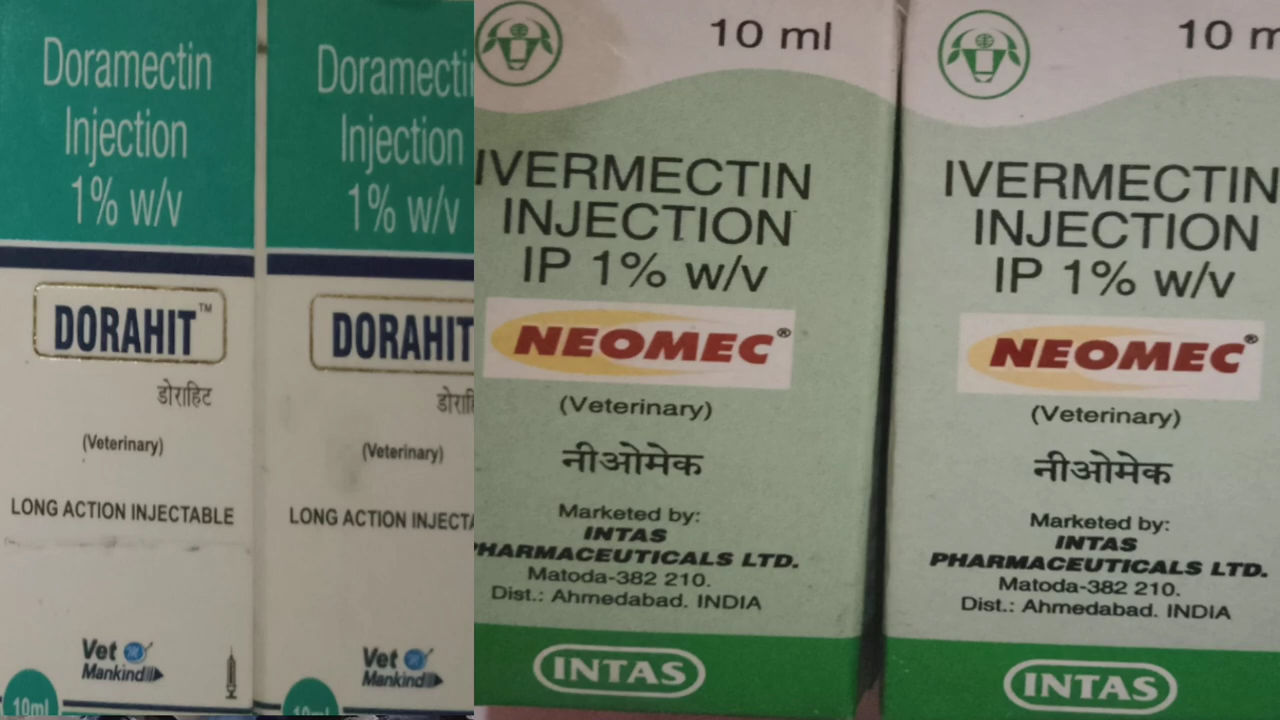 Doramectin
Injection
1% w/v
DORAHIT™
डोराहिट
(Veterinary)
LONG ACTION INJECTABLE
Vet
Mankind
10ml
Doramectin
Injection
1% w/v
DORAHIT
(Veterinary)
LONG ACTION
Vet
Mankind
10ml
10 ml
IVERMECTIN
INJECTION
IP 1% w/v
NEOMEC®
(Veterinary)
नीओमेक
Marketed by:
INTAS
PHARMACEUTICALS LTD.
Matoda-382 210.
Dist.: Ahmedabad. INDIA
INTAS
10 m
IVERMECTIN
INJECTION
IP 1% w/v
NEOMEC®
(Veterinary)
नीओमेक
Marketed by:
INTAS
PHARMACEUTICALS LTD.
Matoda-382 210.
Dist.: Ahmedabad. INDIA
INTAS